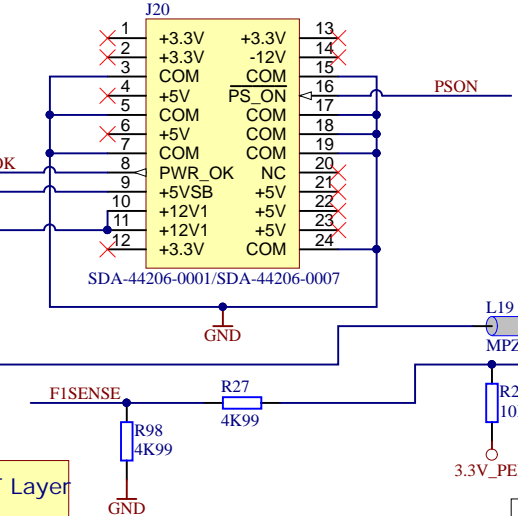 J20
1 +3.3V +3.3V 13
2 +3.3V -12V 14
3 COM COM 15
4 +5V PS_ON 16 PSON
5 COM COM 17
6 +5V COM 18
7 COM COM 19
OK 8 PWR_OK NC 20
9 +5VSB +5V 21
10 +12V1 +5V 22
11 +12V1 +5V 23
12 +3.3V COM 24
SDA-44206-0001/SDA-44206-0007
GND
L19
MPZ
F1SENSE
R27
4K99
R98
4K99
GND
R2
10
3.3V_PE
Layer